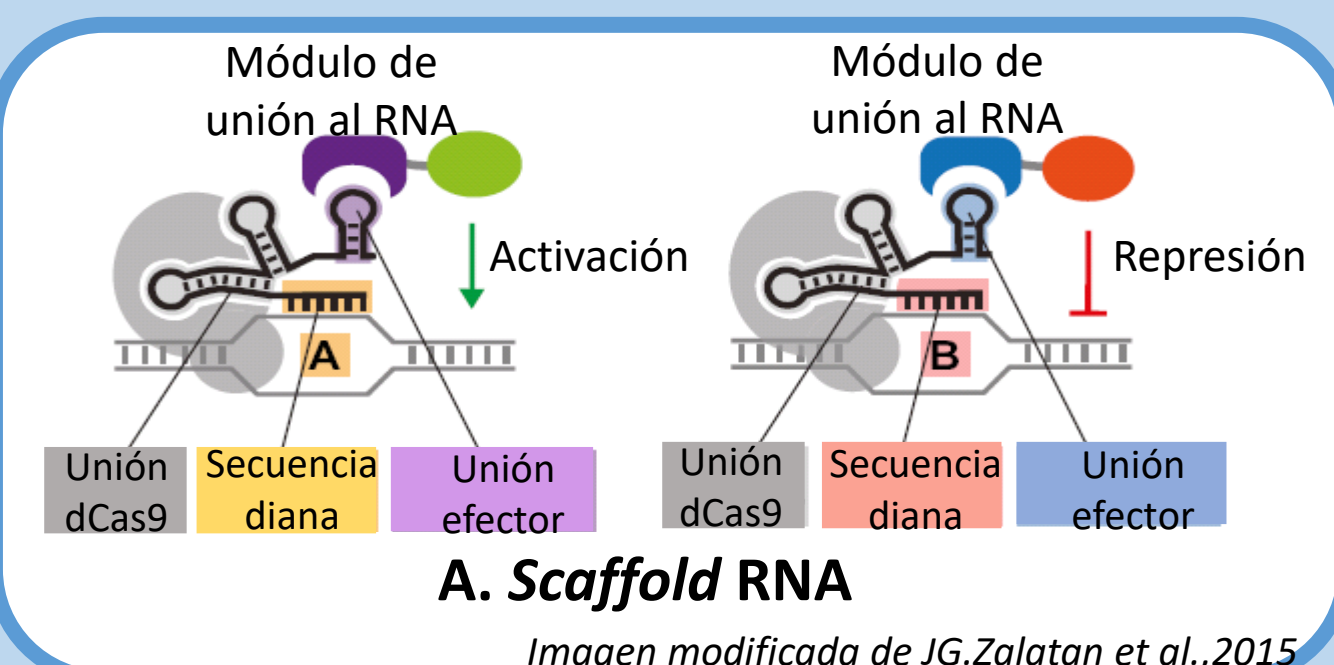 Módulo de
unión al RNA
Activación
A
Unión
dCas9
Secuencia
diana
Unión
efector
Módulo de
unión al RNA
Represión
B
Unión
dCas9
Secuencia
diana
Unión
efector
A. Scaffold RNA
Imagen modificada de JG.Zalatan et al.,2015